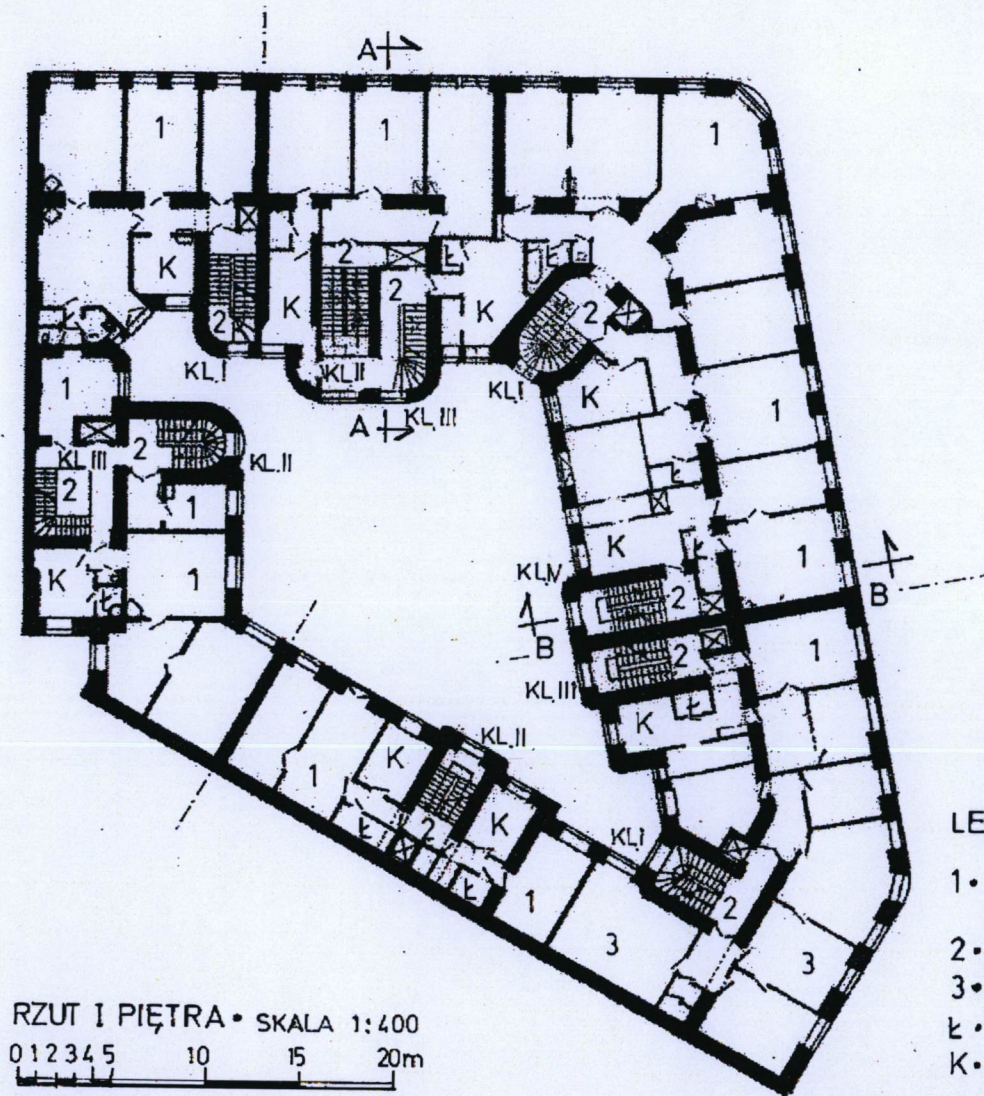 A
1 1 1
2 2 2 Ł Ł 2
K K K
KL.I KL.II KL.III KL.I K
A
1 1
KL.III 2 KL.II
2 1 Ł
K 1 K Ł 1
Ł KL.IV 2 B
B 2 1
KL.III
K Ł
KL.II
1 K
Ł 2 K KL.I
Ł 1 2
3 3
LE
1•
2•
3•
Ł•
K•
RZUT I PIĘTRA • SKALA 1:400
0 1 2 3 4 5 10 15 20m